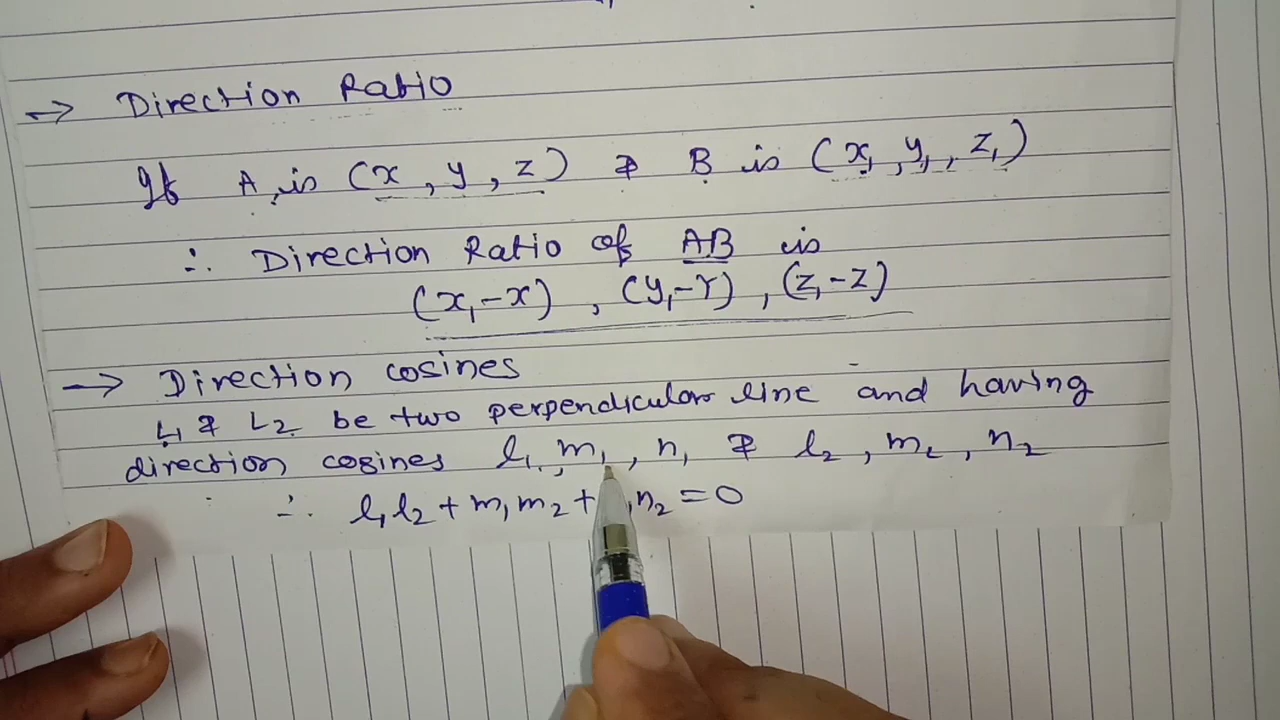 → Direction Ratio
If A is (x, y, z) & B is (x₁, y₁, z₁)
∴ Direction Ratio of AB is
(x₁-x), (y₁-Y), (z₁-z)
→ Direction cosines
L₁ & L₂ be two perpendicular line and having
direction cosines l₁, m₁, n₁ & l₂, m₂, n₂
∴ l₁l₂ + m₁m₂ + ₁n₂ = 0